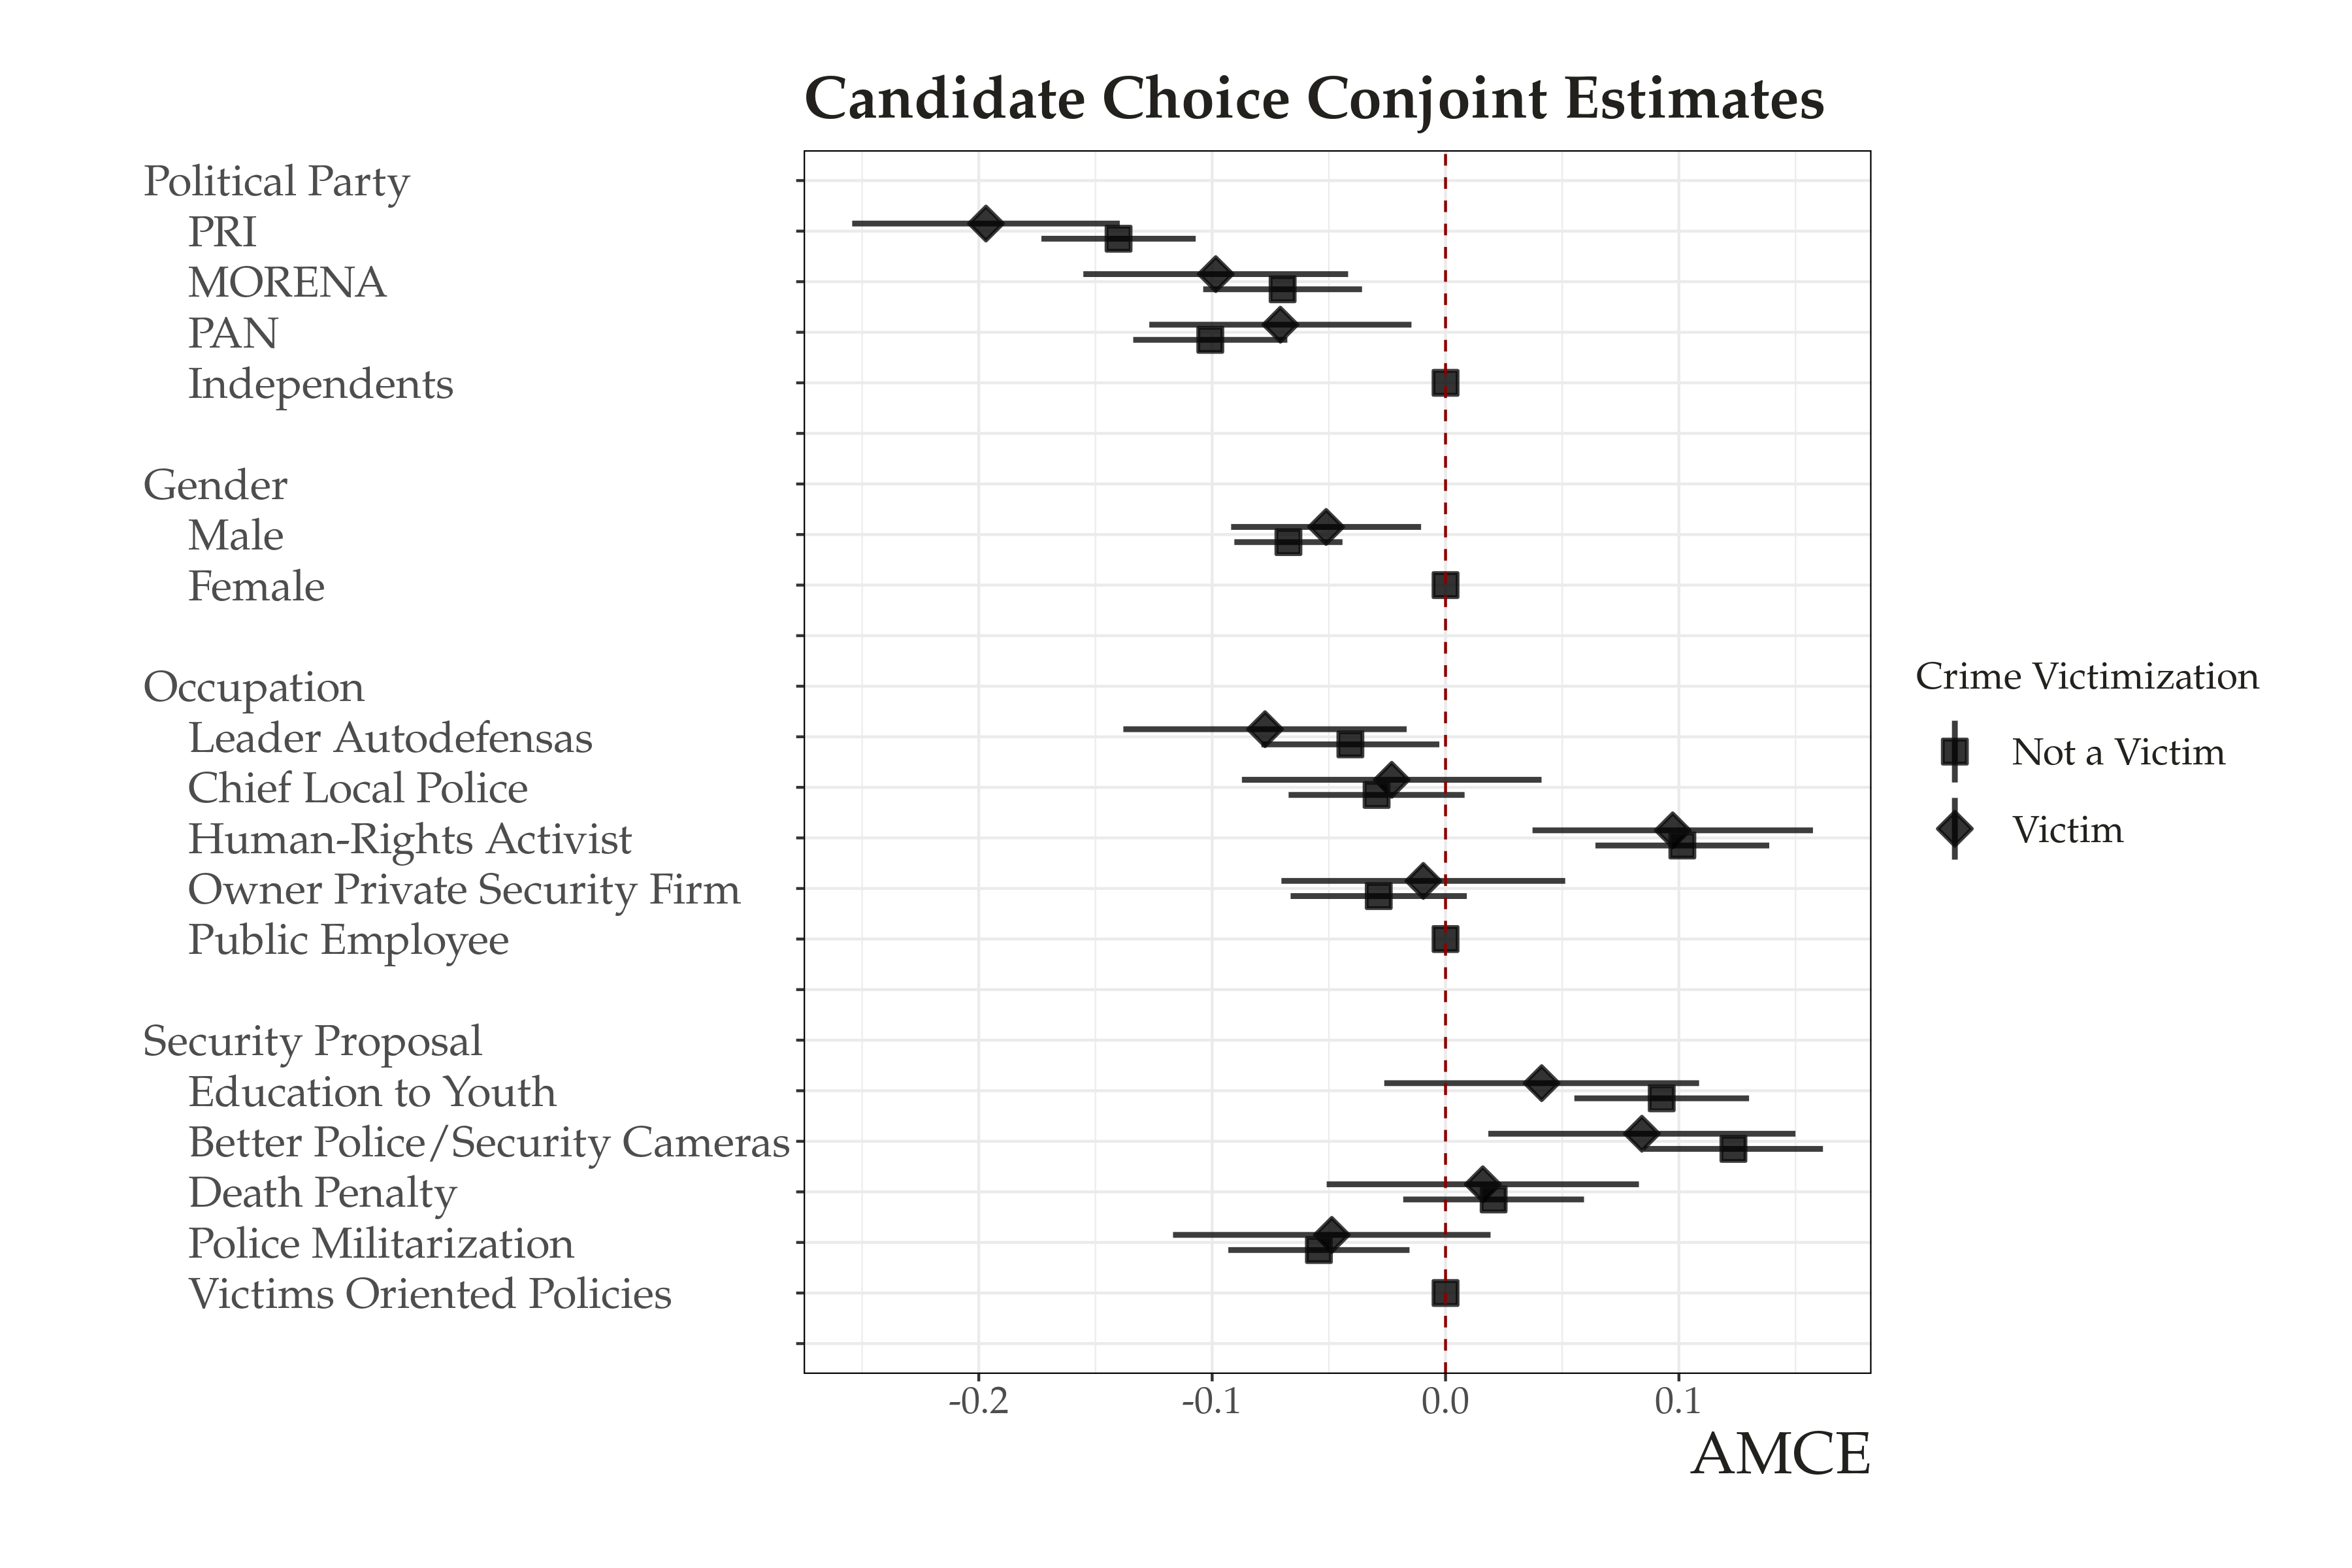 Candidate Choice Conjoint Estimates
Political Party
PRI
MORENA
PAN
Independents
Gender
Male
Female
Occupation
Leader Autodefensas
Chief Local Police
Human-Rights Activist
Owner Private Security Firm
Public Employee
Security Proposal
Education to Youth
Better Police/Security Cameras
Death Penalty
Police Militarization
Victims Oriented Policies
-0.2 -0.1 0.0 0.1
AMCE
Crime Victimization
Not a Victim
Victim